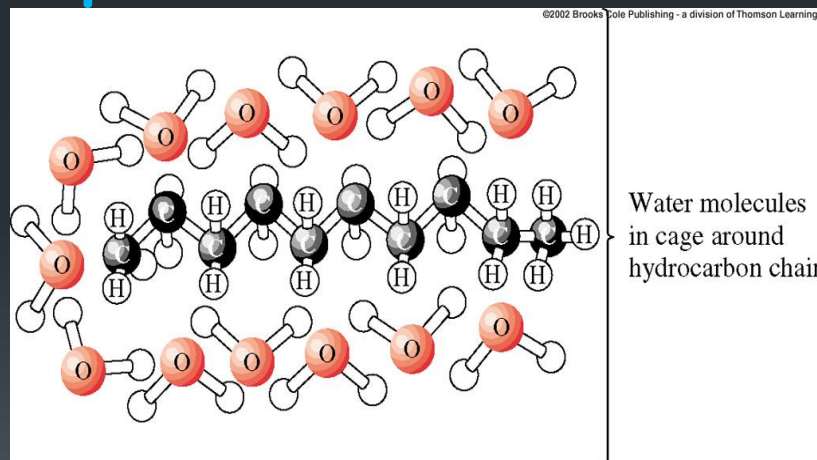 ©2002 Brooks Cole Publishing - a division of Thomson Learning
O O O O O
O
H H H H H H
C C C C
C C C C C C H
O
H H H H H H
O O O O O O
Water molecules
in cage around
hydrocarbon chain